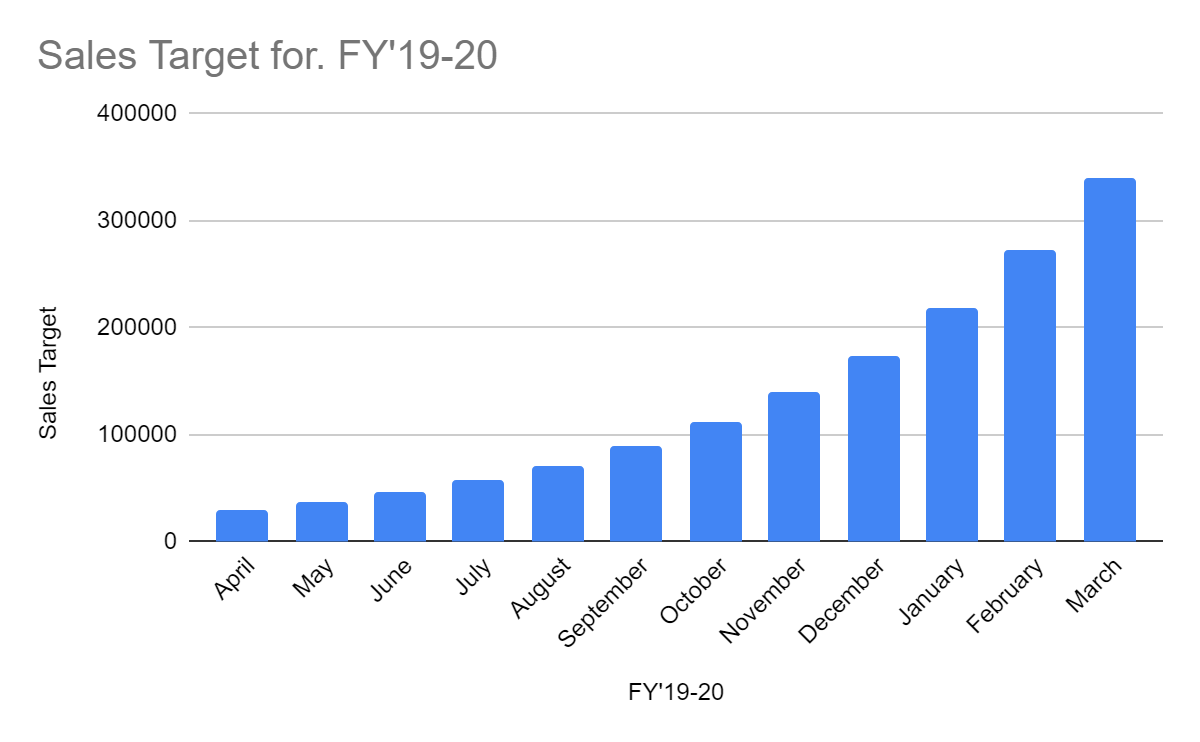 Sales Target for. FY'19-20
400000
300000
200000
100000
0
Sales Target
April
May
June
July
August
September
October
November
December
January
February
March
FY'19-20